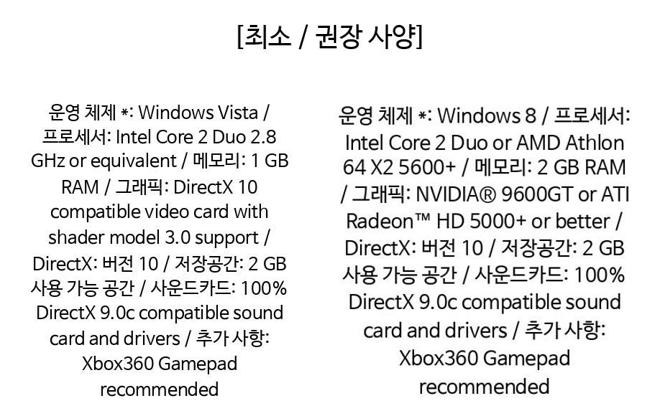 [최소 / 권장 사양]
운영 체제 *: Windows Vista /
프로세서: Intel Core 2 Duo 2.8
GHz or equivalent / 메모리: 1 GB
RAM / 그래픽: DirectX 10
compatible video card with
shader model 3.0 support /
DirectX: 버전 10 / 저장공간: 2 GB
사용 가능 공간 / 사운드카드: 100%
DirectX 9.0c compatible sound
card and drivers / 추가 사항:
Xbox360 Gamepad
recommended
운영 체제 *: Windows 8 / 프로세서:
Intel Core 2 Duo or AMD Athlon
64 X2 5600+ / 메모리: 2 GB RAM
/ 그래픽: NVIDIA® 9600GT or ATI
Radeon™ HD 5000+ or better /
DirectX: 버전 10 / 저장공간: 2 GB
사용 가능 공간 / 사운드카드: 100%
DirectX 9.0c compatible sound
card and drivers / 추가 사항:
Xbox360 Gamepad
recommended